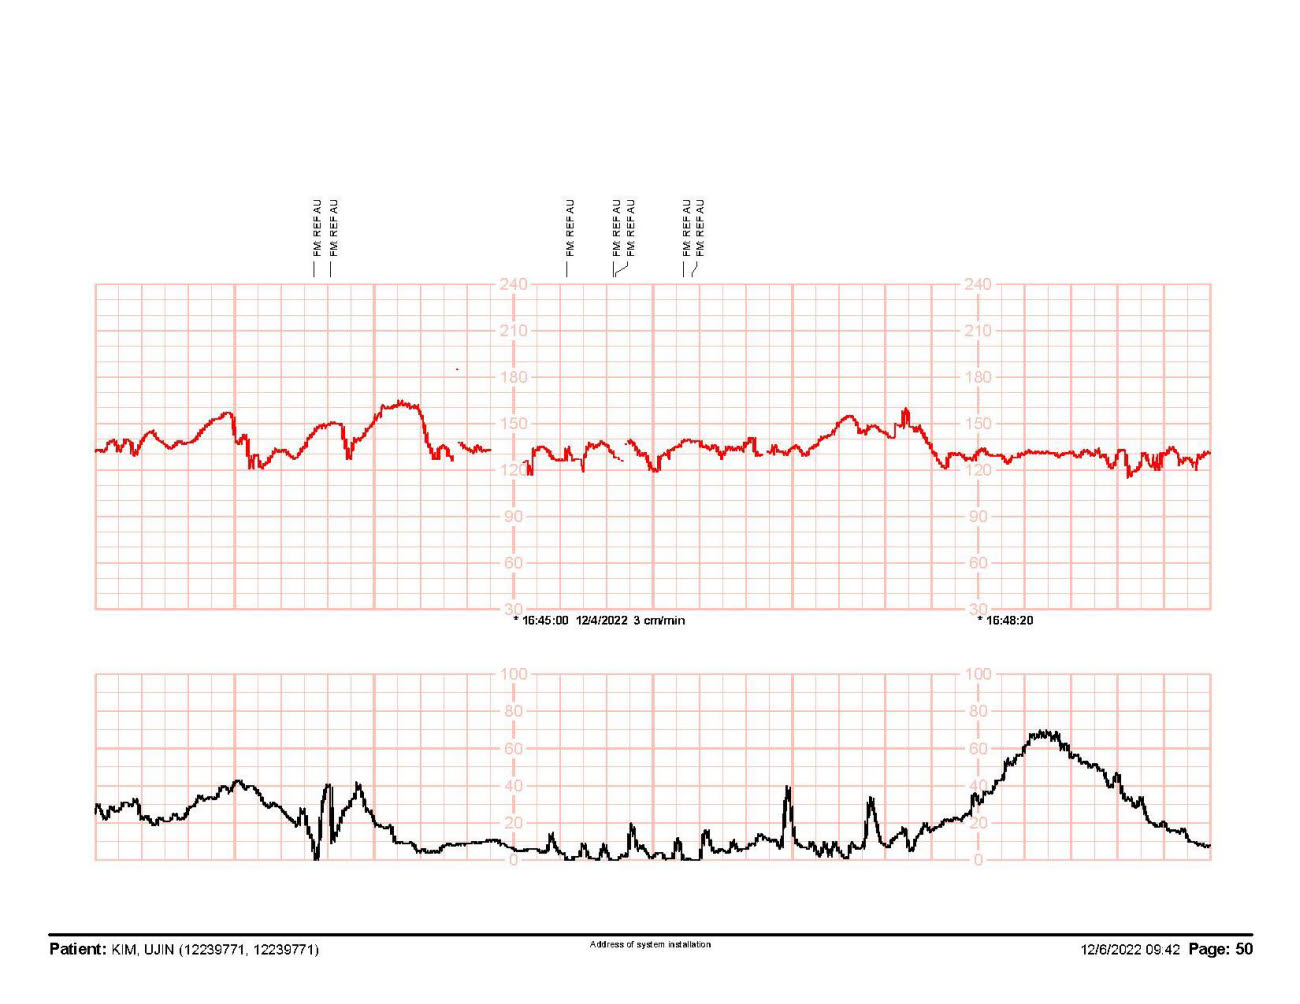 FM: REF AU
FM: REF AU
FM: REF AU
FM: REF AU
FM: REF AU
FM: REF AU
FM: REF AU
240 240
210 210
180 180
150 150
120 120
90 90
60 60
30 30
* 16:45:00 12/4/2022 3 cm/min * 16:48:20
100 100
80 80
60 60
40 40
20 20
0 0
Patient: KIM, UJIN (12239771, 12239771) Address of system installation 12/6/2022 09:42 Page: 50